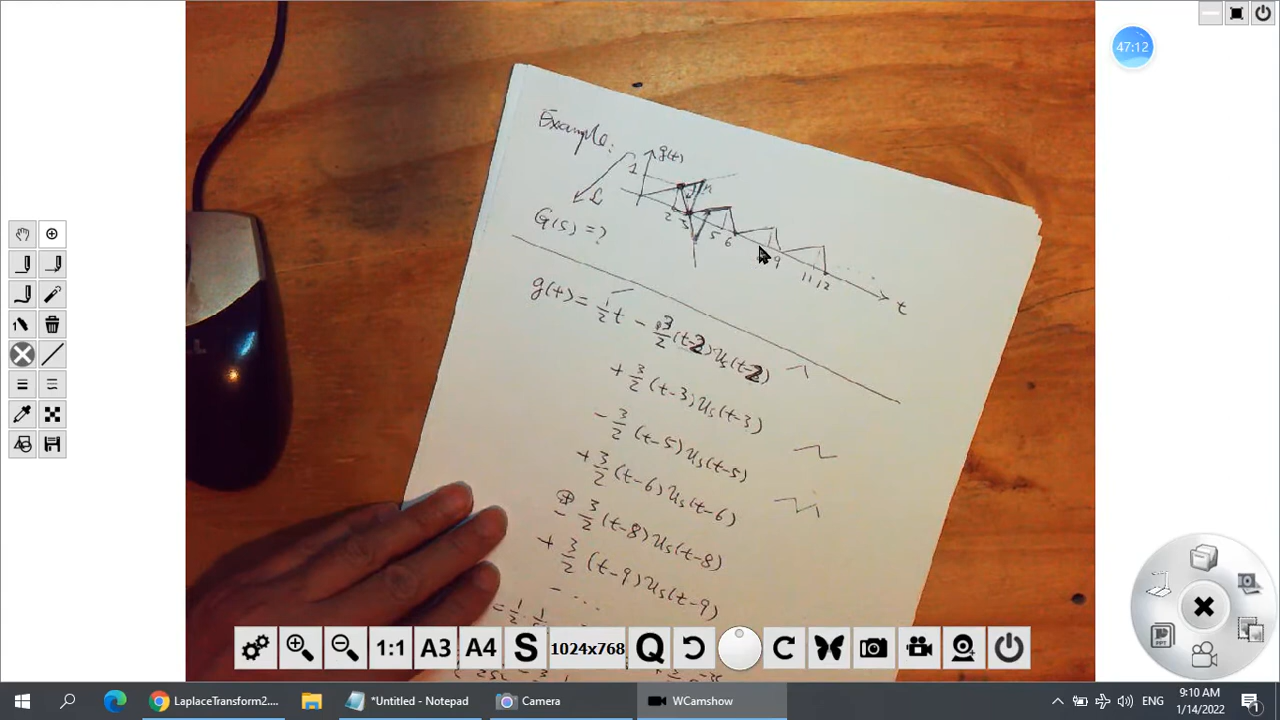 47:12
Example:
g(t)
1
L
2 3 5 6 9 11 12
t
G(s) = ?
g(t) = 1/2 t - 3/2 (t-2) us(t-2)
+ 3/2 (t-3) us(t-3)
- 3/2 (t-5) us(t-5)
+ 3/2 (t-6) us(t-6)
- 3/2 (t-8) us(t-8)
+ 3/2 (t-9) us(t-9)
- ...
1:1 A3 A4 S 1024x768 Q
PPT
LaplaceTransform2....
*Untitled - Notepad
Camera
WCamshow
ENG
9:10 AM
1/14/2022